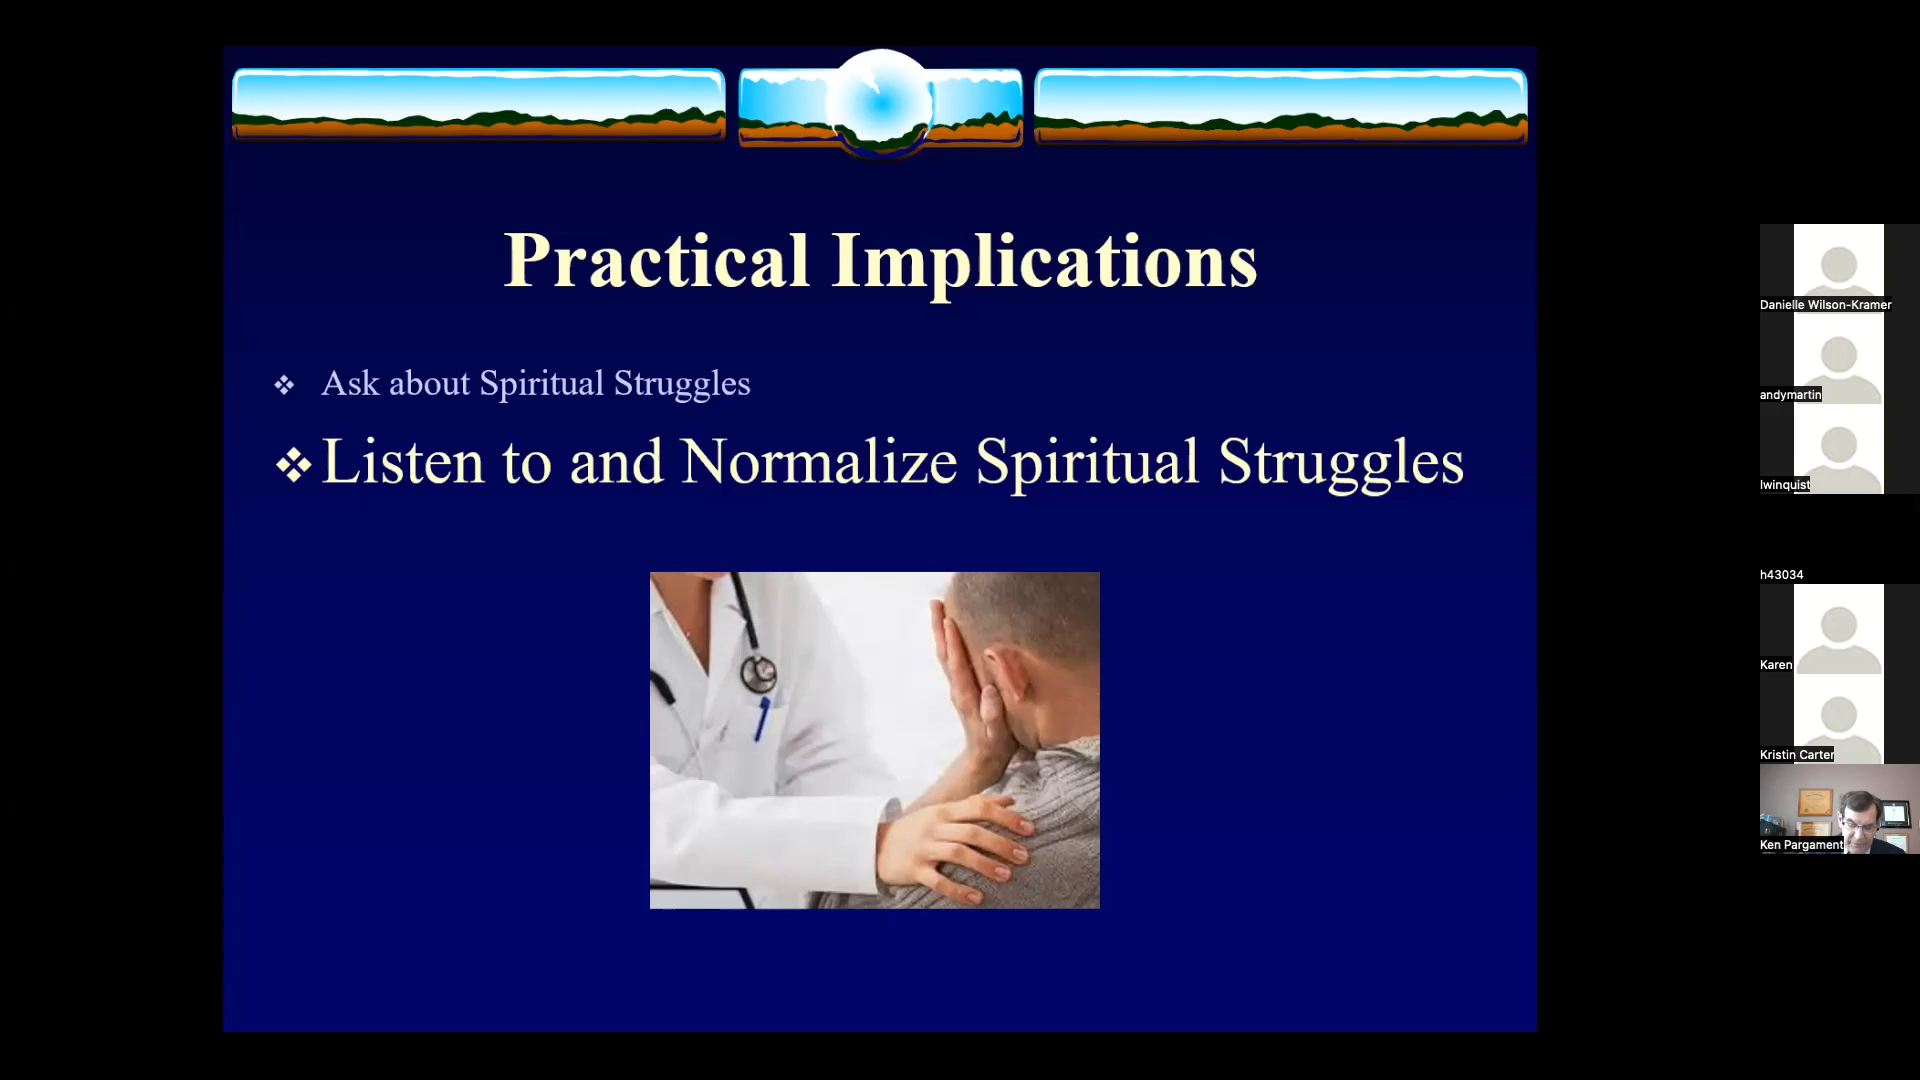 Practical Implications
Ask about Spiritual Struggles
Listen to and Normalize Spiritual Struggles
Danielle Wilson-Kramer
andymartin
lwinquist
h43034
Karen
Kristin Carter
Ken Pargament